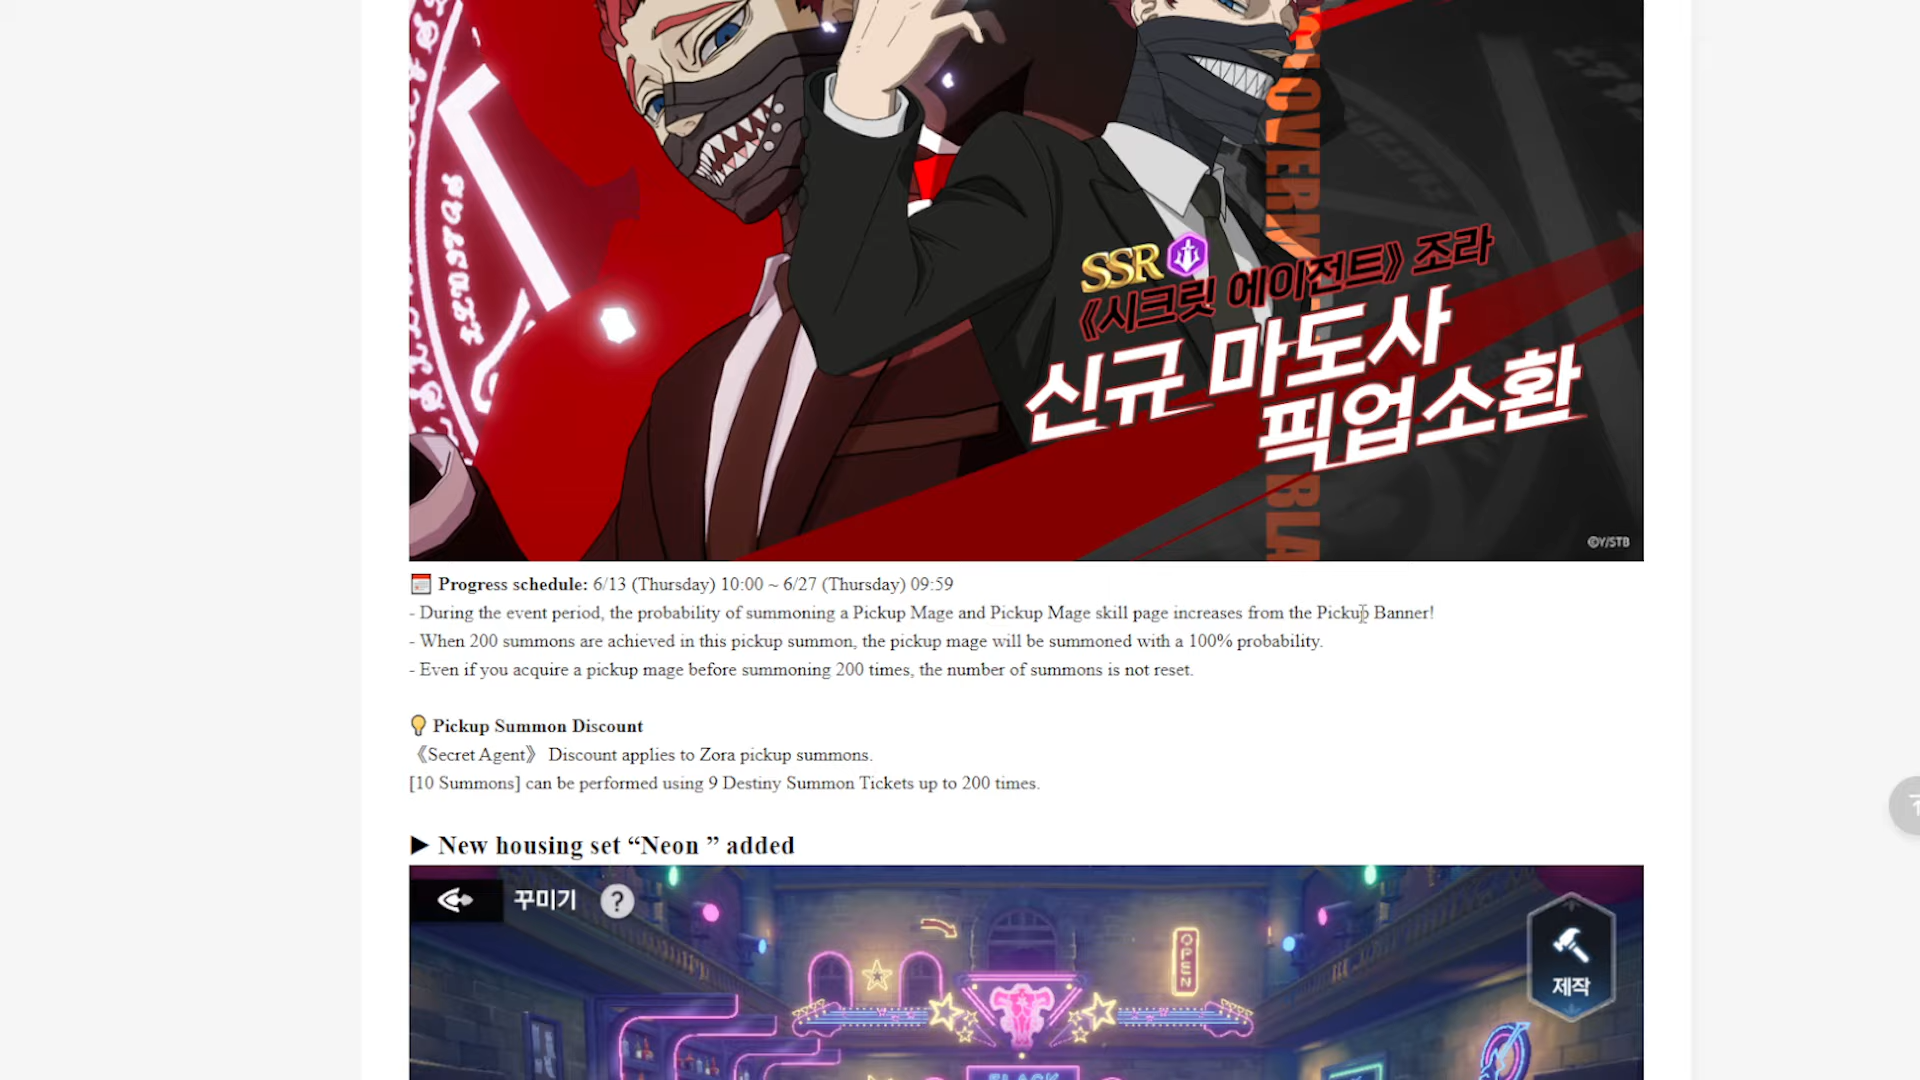 SSR
《시크릿 에이전트》 조라
신규 마도사
픽업소환
©Y/STB
Progress schedule: 6/13 (Thursday) 10:00 ~ 6/27 (Thursday) 09:59
- During the event period, the probability of summoning a Pickup Mage and Pickup Mage skill page increases from the Pickup Banner!
- When 200 summons are achieved in this pickup summon, the pickup mage will be summoned with a 100% probability.
- Even if you acquire a pickup mage before summoning 200 times, the number of summons is not reset.
Pickup Summon Discount
《Secret Agent》 Discount applies to Zora pickup summons.
[10 Summons] can be performed using 9 Destiny Summon Tickets up to 200 times.
▶ New housing set “Neon ” added
꾸미기 ?
OPEN
제작
BLACK